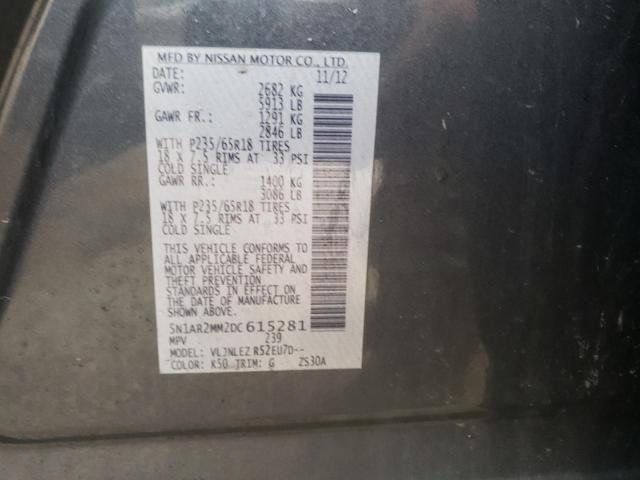 MFD BY NISSAN MOTOR CO., LTD.
DATE: 11/12
GVWR: 2682 KG
5913 LB
GAWR FR.: 1291 KG
2846 LB
WITH P235/65R18 TIRES
18 X 7.5 RIMS AT 33 PSI
COLD SINGLE
GAWR RR.: 1400 KG
3086 LB
WITH P235/65R18 TIRES
18 X 7.5 RIMS AT 33 PSI
COLD SINGLE
THIS VEHICLE CONFORMS TO
ALL APPLICABLE FEDERAL
MOTOR VEHICLE SAFETY AND
THEFT PREVENTION
STANDARDS IN EFFECT ON
THE DATE OF MANUFACTURE
SHOWN ABOVE.
5N1AR2MM2DC 615281
MPV 239
MODEL: VLJNLEZ R52EU7D--
COLOR: K50 TRIM: G ZS30A